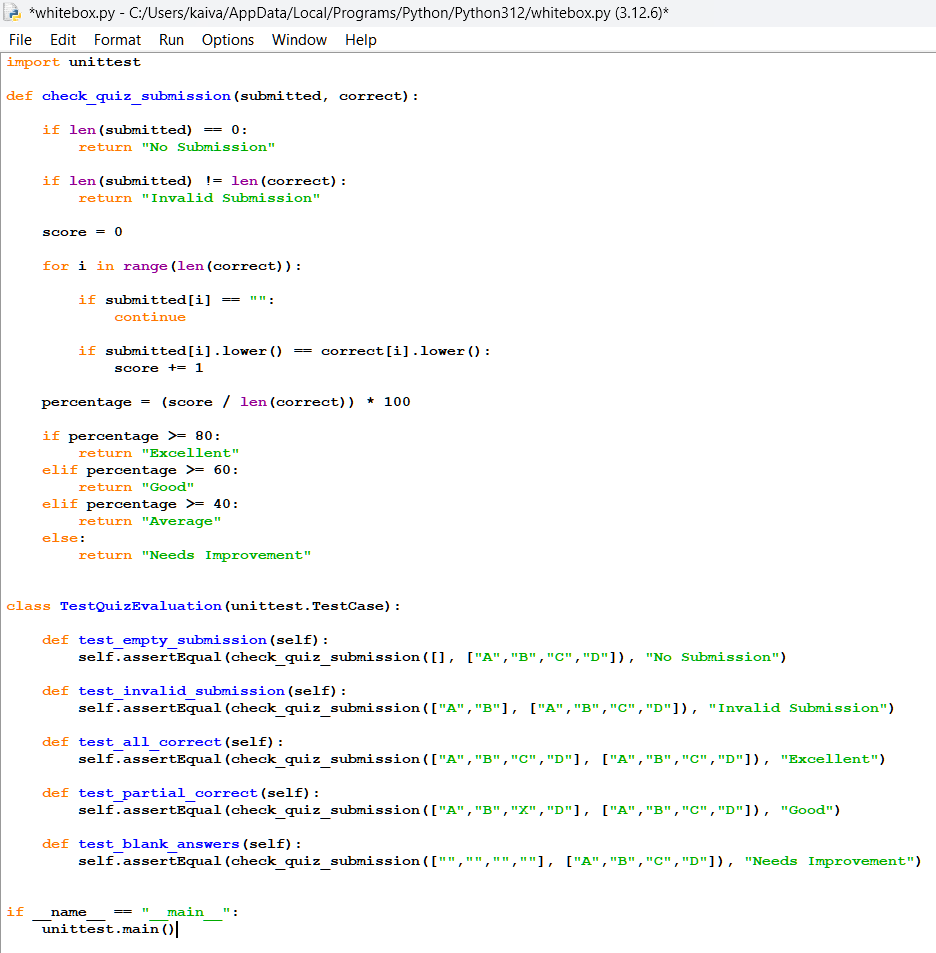 *whitebox.py - C:/Users/kaiva/AppData/Local/Programs/Python/Python312/whitebox.py (3.12.6)*
File Edit Format Run Options Window Help
import unittest
def check_quiz_submission(submitted, correct):
    if len(submitted) == 0:
        return "No Submission"
    if len(submitted) != len(correct):
        return "Invalid Submission"
    score = 0
    for i in range(len(correct)):
        if submitted[i] == "":
            continue
        if submitted[i].lower() == correct[i].lower():
            score += 1
    percentage = (score / len(correct)) * 100
    if percentage >= 80:
        return "Excellent"
    elif percentage >= 60:
        return "Good"
    elif percentage >= 40:
        return "Average"
    else:
        return "Needs Improvement"
class TestQuizEvaluation(unittest.TestCase):
    def test_empty_submission(self):
        self.assertEqual(check_quiz_submission([], ["A","B","C","D"]), "No Submission")
    def test_invalid_submission(self):
        self.assertEqual(check_quiz_submission(["A","B"], ["A","B","C","D"]), "Invalid Submission")
    def test_all_correct(self):
        self.assertEqual(check_quiz_submission(["A","B","C","D"], ["A","B","C","D"]), "Excellent")
    def test_partial_correct(self):
        self.assertEqual(check_quiz_submission(["A","B","X","D"], ["A","B","C","D"]), "Good")
    def test_blank_answers(self):
        self.assertEqual(check_quiz_submission(["","","",""], ["A","B","C","D"]), "Needs Improvement")
if __name__ == "__main__":
    unittest.main()